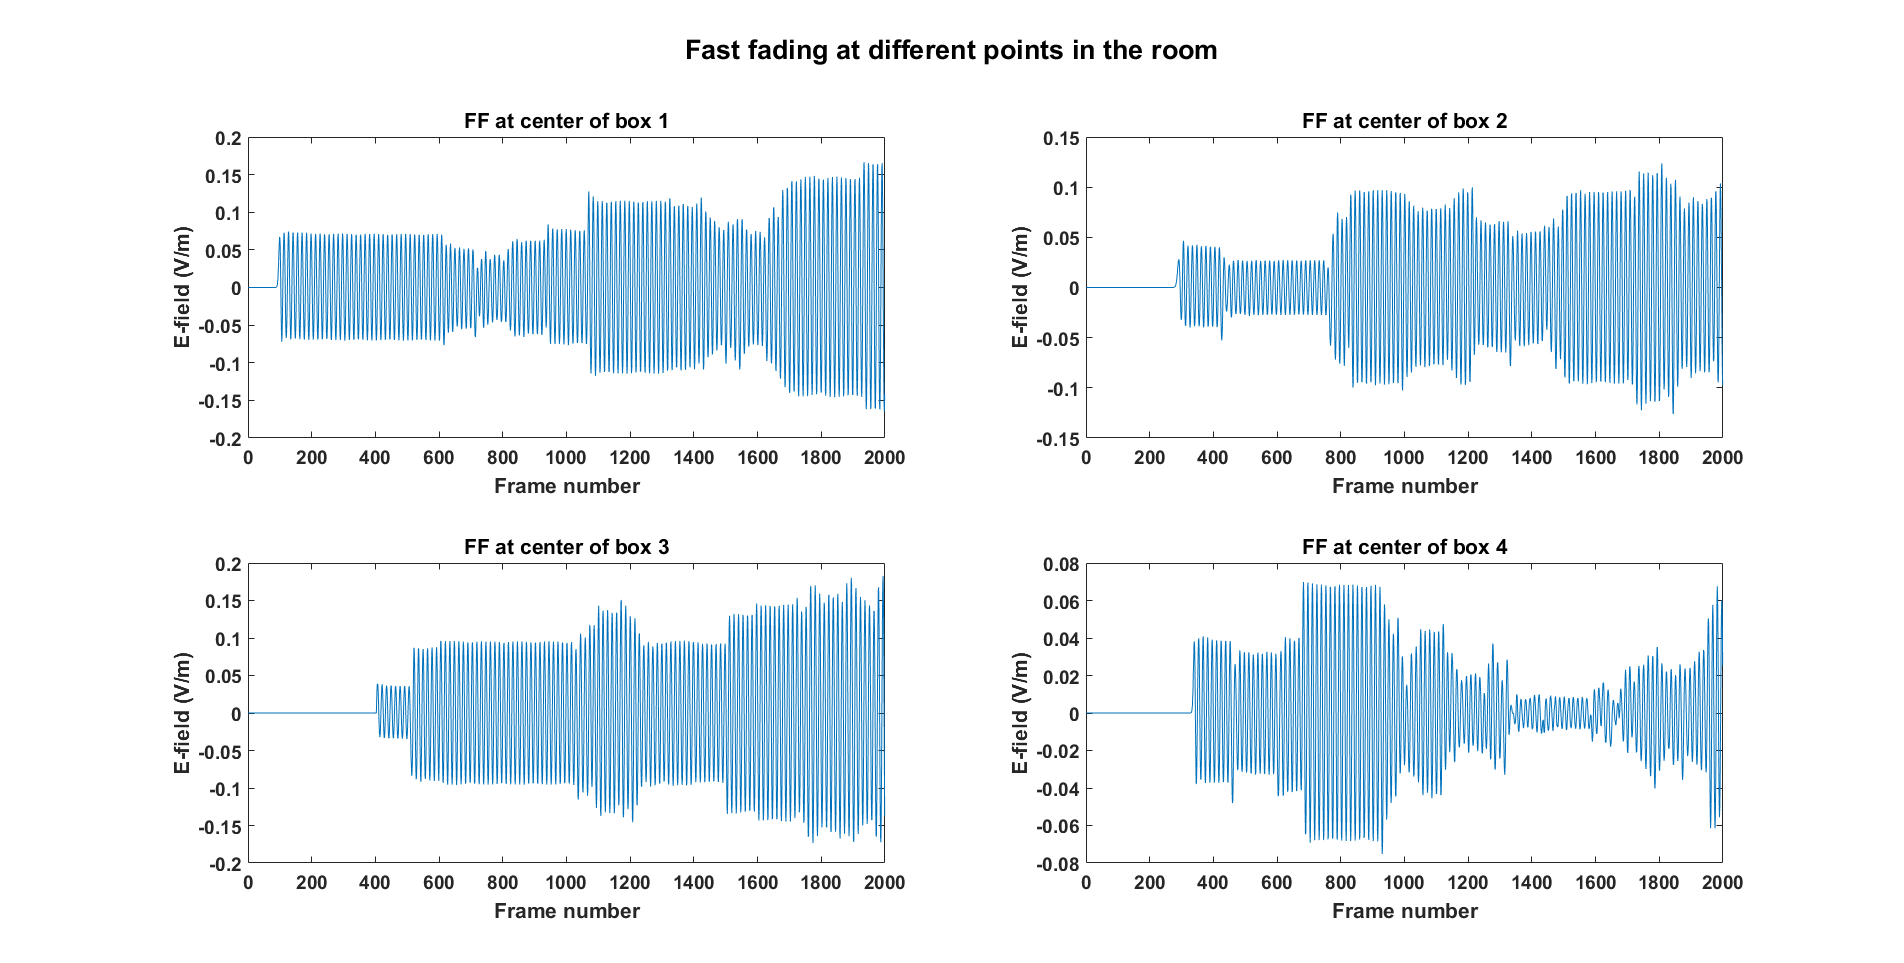 Fast fading at different points in the room
FF at center of box 1
E-field (V/m)
0.2
0.15
0.1
0.05
0
-0.05
-0.1
-0.15
-0.2
0 200 400 600 800 1000 1200 1400 1600 1800 2000
Frame number
FF at center of box 2
E-field (V/m)
0.15
0.1
0.05
0
-0.05
-0.1
-0.15
0 200 400 600 800 1000 1200 1400 1600 1800 2000
Frame number
FF at center of box 3
E-field (V/m)
0.2
0.15
0.1
0.05
0
-0.05
-0.1
-0.15
-0.2
0 200 400 600 800 1000 1200 1400 1600 1800 2000
Frame number
FF at center of box 4
E-field (V/m)
0.08
0.06
0.04
0.02
0
-0.02
-0.04
-0.06
-0.08
0 200 400 600 800 1000 1200 1400 1600 1800 2000
Frame number